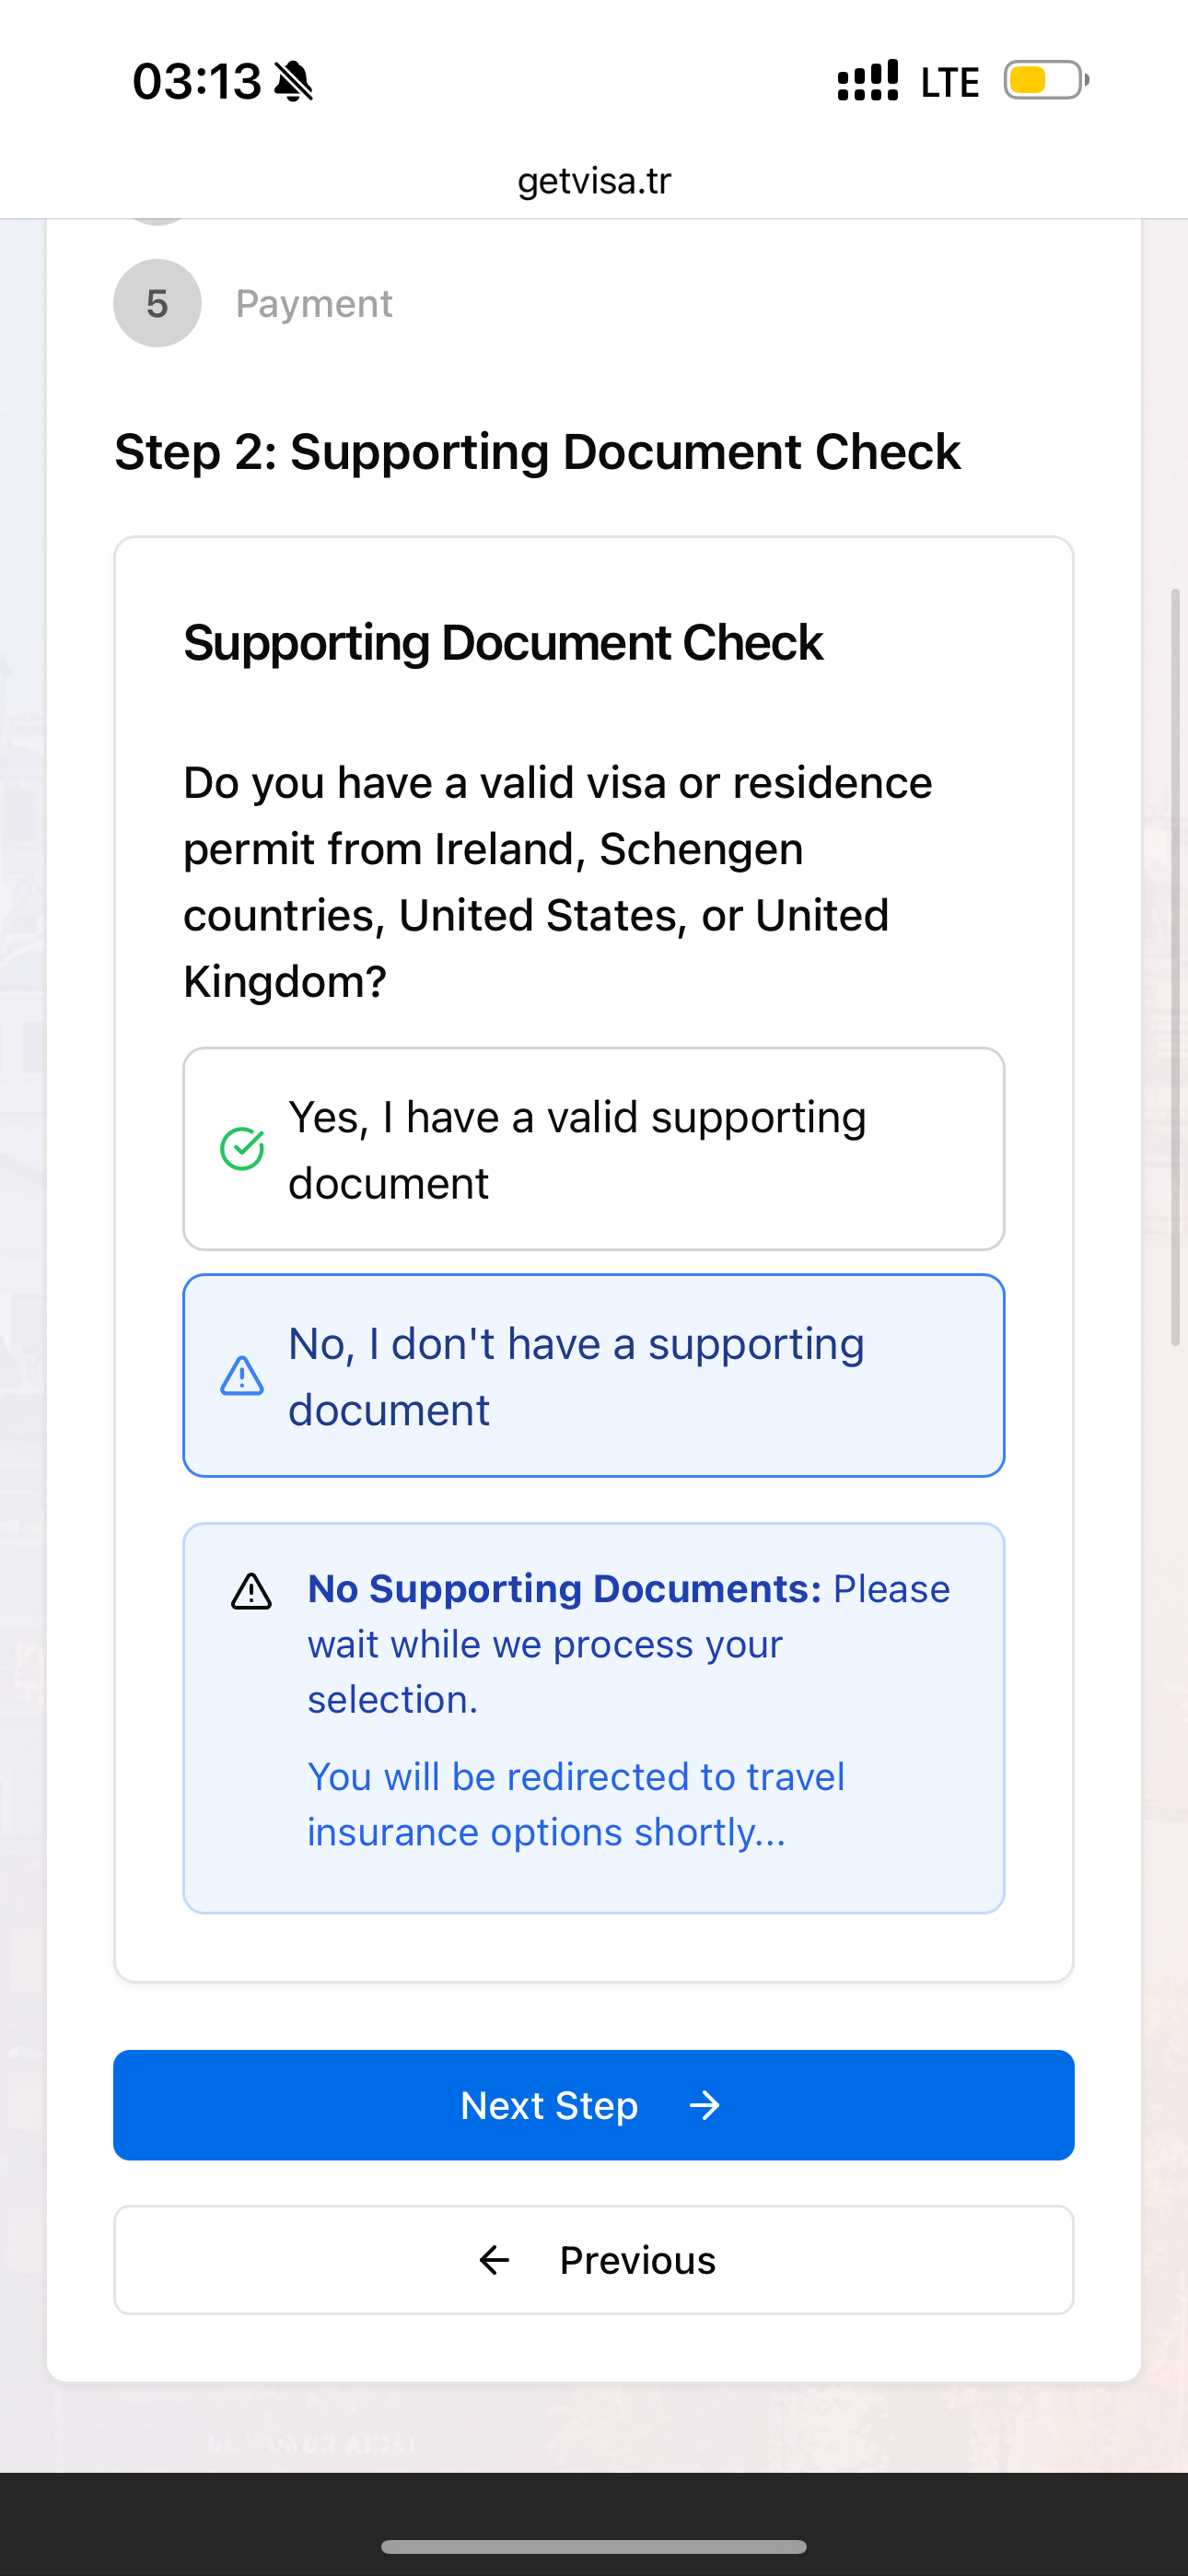 03:13
LTE
getvisa.tr
5 Payment
Step 2: Supporting Document Check
Supporting Document Check
Do you have a valid visa or residence
permit from Ireland, Schengen
countries, United States, or United
Kingdom?
Yes, I have a valid supporting
document
No, I don't have a supporting
document
No Supporting Documents: Please
wait while we process your
selection.
You will be redirected to travel
insurance options shortly...
Next Step
Previous